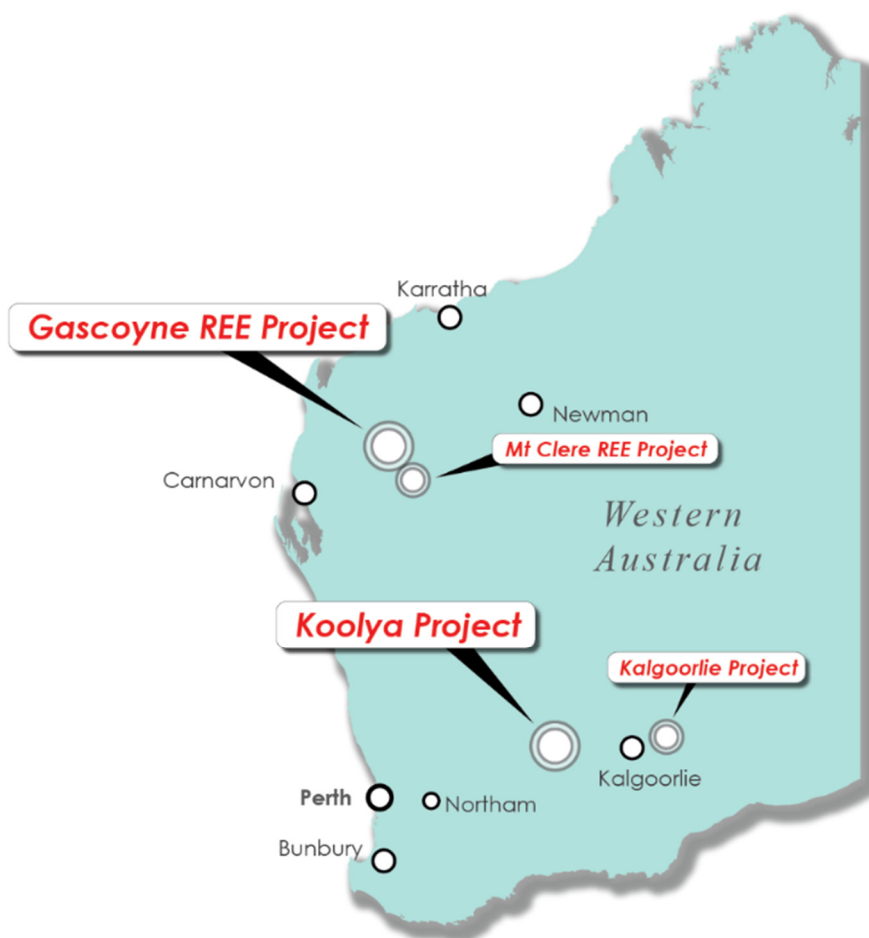 Karratha
Gascoyne REE Project
Newman
Mt Clere REE Project
Carnarvon
Western
Australia
Koolya Project
Kalgoorlie Project
Kalgoorlie
Perth
Northam
Bunbury